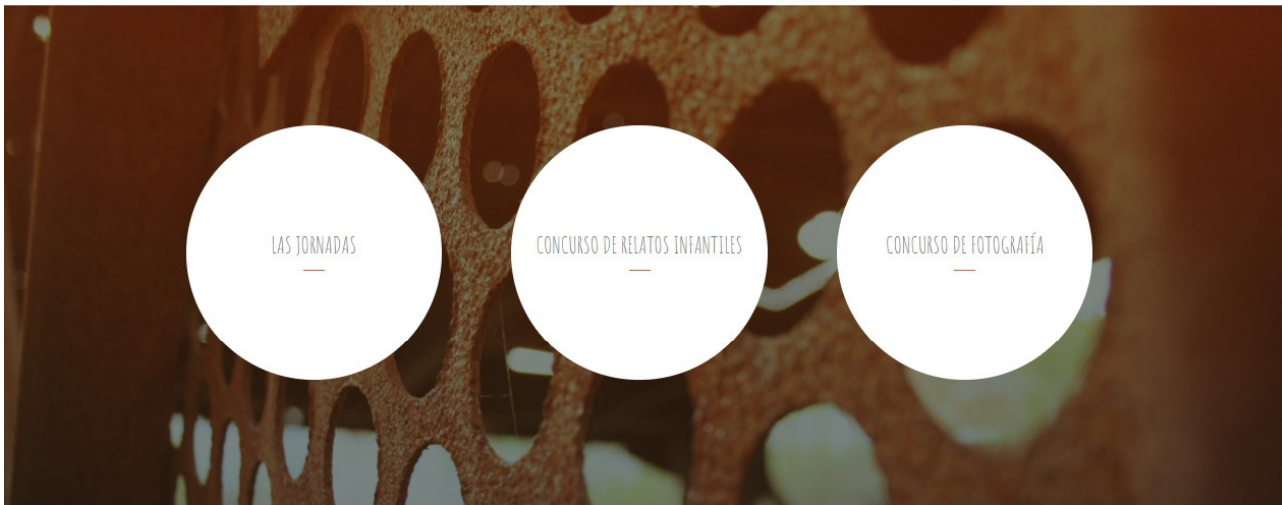 LAS JORNADAS
CONCURSO DE RELATOS INFANTILES
CONCURSO DE FOTOGRAFÍA